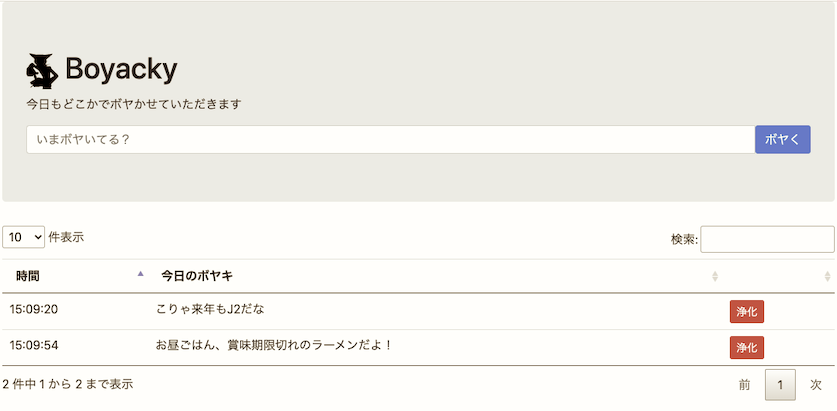 Boyacky
今日もどこかでボヤかせていただきます
いまボヤいてる？ ボヤく
10 件表示 検索:
時間 今日のボヤキ
15:09:20 こりゃ来年もJ2だな 浄化
15:09:54 お昼ごはん、賞味期限切れのラーメンだよ！ 浄化
2 件中 1 から 2 まで表示 前 1 次